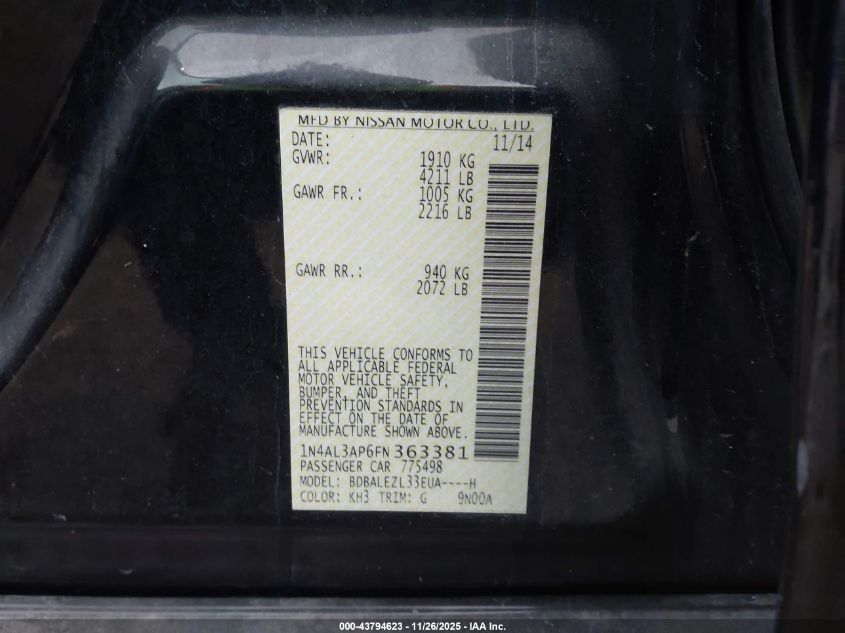 MFD BY NISSAN MOTOR CO., LTD.
DATE: 11/14
GVWR: 1910 KG
4211 LB
GAWR FR.: 1005 KG
2216 LB
GAWR RR.: 940 KG
2072 LB
THIS VEHICLE CONFORMS TO
ALL APPLICABLE FEDERAL
MOTOR VEHICLE SAFETY,
BUMPER, AND THEFT
PREVENTION STANDARDS IN
EFFECT ON THE DATE OF
MANUFACTURE SHOWN ABOVE.
1N4AL3AP6FN363381
PASSENGER CAR 775498
MODEL: BDBALEZL33EUA----H
COLOR: KH3 TRIM: G 9N00A
000-43794623 - 11/26/2025 - IAA Inc.